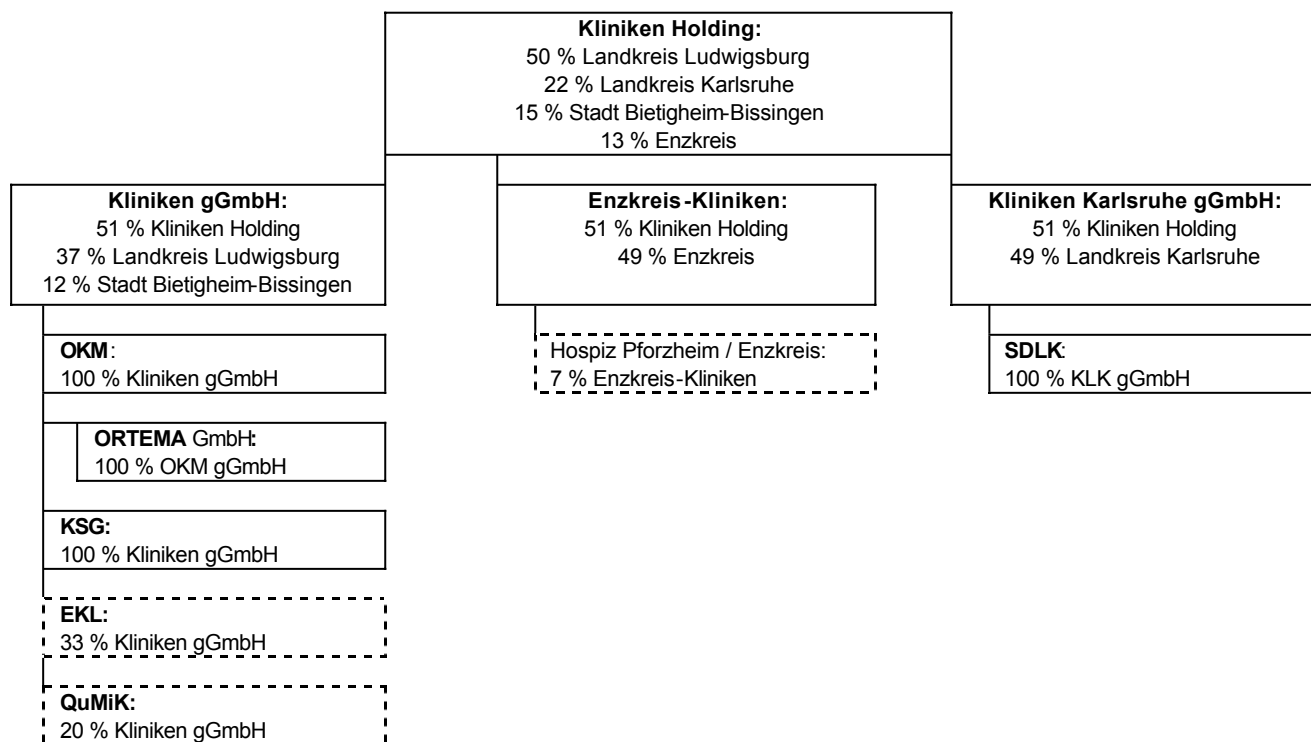 Kliniken Holding:
50 % Landkreis Ludwigsburg
22 % Landkreis Karlsruhe
15 % Stadt Bietigheim-Bissingen
13 % Enzkreis
Kliniken gGmbH:
51 % Kliniken Holding
37 % Landkreis Ludwigsburg
12 % Stadt Bietigheim-Bissingen
Enzkreis-Kliniken:
51 % Kliniken Holding
49 % Enzkreis
Kliniken Karlsruhe gGmbH:
51 % Kliniken Holding
49 % Landkreis Karlsruhe
OKM:
100 % Kliniken gGmbH
ORTEMA GmbH:
100 % OKM gGmbH
KSG:
100 % Kliniken gGmbH
EKL:
33 % Kliniken gGmbH
QuMiK:
20 % Kliniken gGmbH
Hospiz Pforzheim / Enzkreis:
7 % Enzkreis-Kliniken
SDLK:
100 % KLK gGmbH